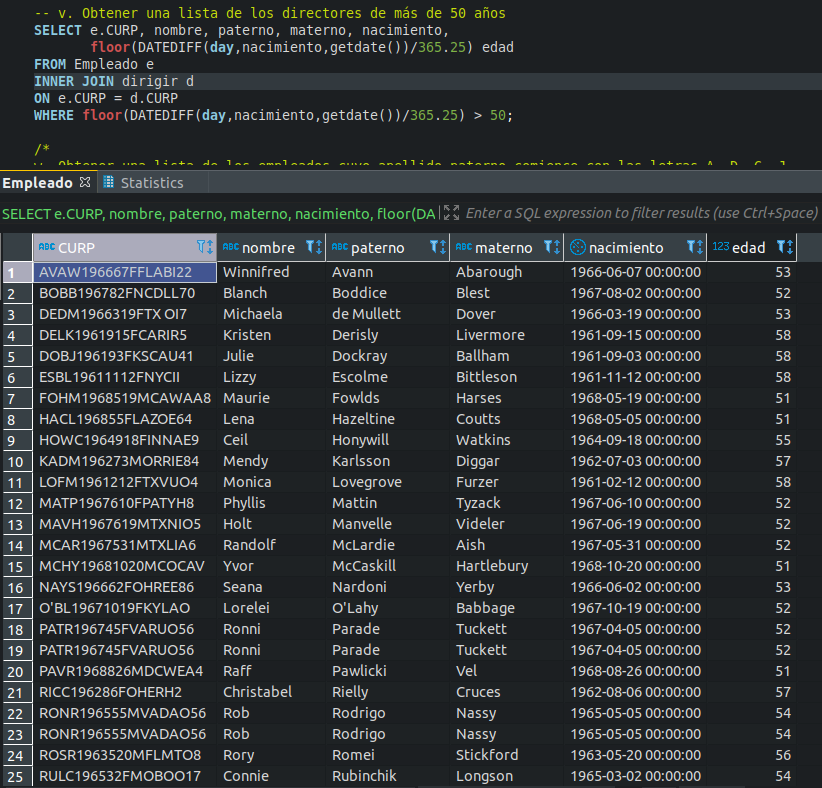 -- v. Obtener una lista de los directores de más de 50 años
SELECT e.CURP, nombre, paterno, materno, nacimiento,
floor(DATEDIFF(day,nacimiento,getdate())/365.25) edad
FROM Empleado e
INNER JOIN dirigir d
ON e.CURP = d.CURP
WHERE floor(DATEDIFF(day,nacimiento,getdate())/365.25) > 50;
/*
Empleado Statistics
SELECT e.CURP, nombre, paterno, materno, nacimiento, floor(DA Enter a SQL expression to filter results (use Ctrl+Space)
ABC CURP ABC nombre ABC paterno ABC materno nacimiento 123 edad
1 AVAW196667FFLABI22 Winnifred Avann Abarough 1966-06-07 00:00:00 53
2 BOBB196782FNCDLL70 Blanch Boddice Blest 1967-08-02 00:00:00 52
3 DEDM1966319FTX OI7 Michaela de Mullett Dover 1966-03-19 00:00:00 53
4 DELK1961915FCARIR5 Kristen Derisly Livermore 1961-09-15 00:00:00 58
5 DOBJ196193FKSCAU41 Julie Dockray Ballham 1961-09-03 00:00:00 58
6 ESBL19611112FNYCII Lizzy Escolme Bittleson 1961-11-12 00:00:00 58
7 FOHM1968519MCAWAA8 Maurie Fowlds Harses 1968-05-19 00:00:00 51
8 HACL196855FLAZOE64 Lena Hazeltine Coutts 1968-05-05 00:00:00 51
9 HOWC1964918FINNAE9 Ceil Honywill Watkins 1964-09-18 00:00:00 55
10 KADM196273MORRIE84 Mendy Karlsson Diggar 1962-07-03 00:00:00 57
11 LOFM1961212FTXVUO4 Monica Lovegrove Furzer 1961-02-12 00:00:00 58
12 MATP1967610FPATYH8 Phyllis Mattin Tyzack 1967-06-10 00:00:00 52
13 MAVH1967619MTXNIO5 Holt Manvelle Videler 1967-06-19 00:00:00 52
14 MCAR1967531MTXLIA6 Randolf McLardie Aish 1967-05-31 00:00:00 52
15 MCHY19681020MCOCAV Yvor McCaskill Hartlebury 1968-10-20 00:00:00 51
16 NAYS196662FOHREE86 Seana Nardoni Yerby 1966-06-02 00:00:00 53
17 O'BL19671019FKYLAO Lorelei O'Lahy Babbage 1967-10-19 00:00:00 52
18 PATR196745FVARUO56 Ronni Parade Tuckett 1967-04-05 00:00:00 52
19 PATR196745FVARUO56 Ronni Parade Tuckett 1967-04-05 00:00:00 52
20 PAVR1968826MDCWEA4 Raff Pawlicki Vel 1968-08-26 00:00:00 51
21 RICC196286FOHERH2 Christabel Rielly Cruces 1962-08-06 00:00:00 57
22 RONR196555MVADAO56 Rob Rodrigo Nassy 1965-05-05 00:00:00 54
23 RONR196555MVADAO56 Rob Rodrigo Nassy 1965-05-05 00:00:00 54
24 ROSR1963520MFLMTO8 Rory Romei Stickford 1963-05-20 00:00:00 56
25 RULC196532FMOBOO17 Connie Rubinchik Longson 1965-03-02 00:00:00 54